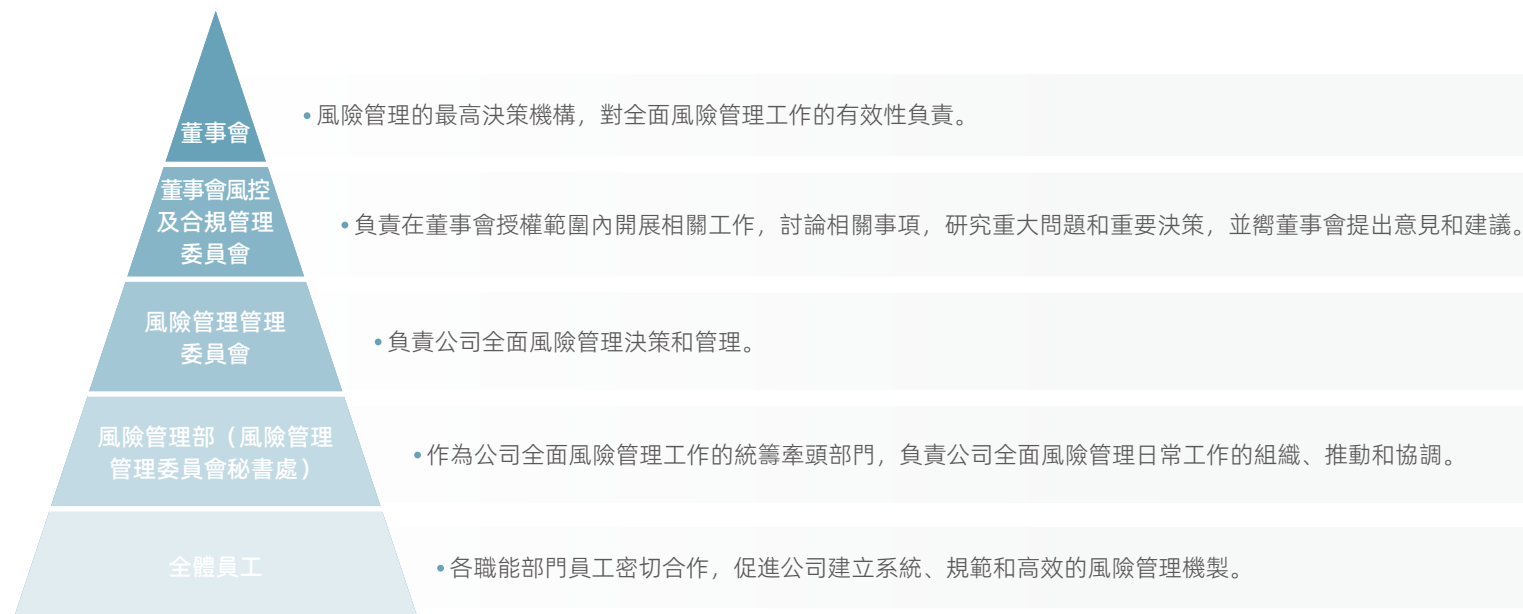 董事會
•風險管理的最高決策機構，對全面風險管理工作的有效性負責。
董事會風控
及合規管理
委員會
•負責在董事會授權範圍內開展相關工作，討論相關事項，研究重大問題和重要決策，並嚮董事會提出意見和建議。
風險管理管理
委員會
•負責公司全面風險管理決策和管理。
風險管理部（風險管理
管理委員會秘書處）
•作為公司全面風險管理工作的統籌牽頭部門，負責公司全面風險管理日常工作的組織、推動和協調。
全體員工
•各職能部門員工密切合作，促進公司建立系統、規範和高效的風險管理機製。